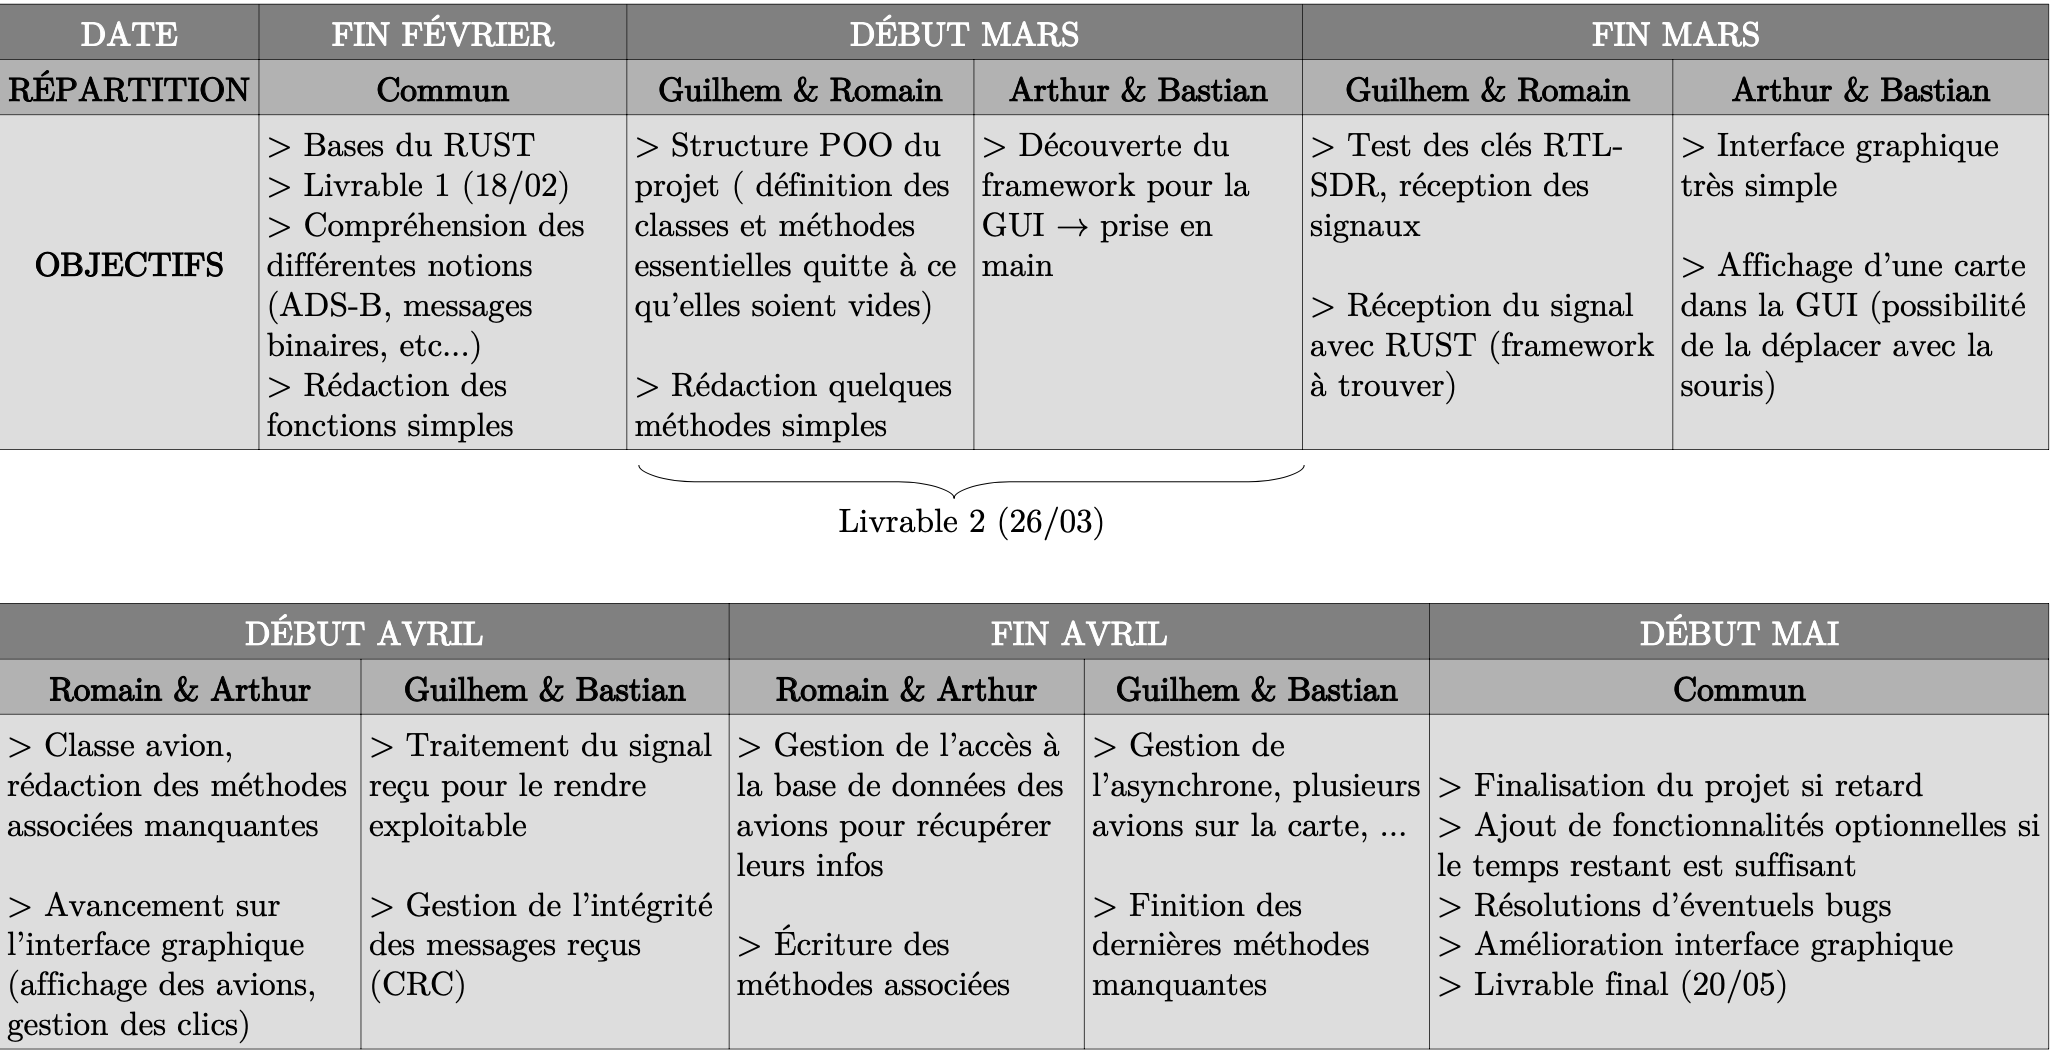 DATE
FIN FÉVRIER
DÉBUT MARS
FIN MARS
RÉPARTITION
Commun
Guilhem & Romain
Arthur & Bastian
Guilhem & Romain
Arthur & Bastian
OBJECTIFS
> Bases du RUST
> Livrable 1 (18/02)
> Compréhension des
différentes notions
(ADS-B, messages
binaires, etc...)
> Rédaction des
fonctions simples
> Structure POO du
projet ( définition des
classes et méthodes
essentielles quitte à ce
qu'elles soient vides)
> Rédaction quelques
méthodes simples
> Découverte du
framework pour la
GUI → prise en
main
> Test des clés RTL-
SDR, réception des
signaux
> Réception du signal
avec RUST (framework
à trouver)
> Interface graphique
très simple
> Affichage d'une carte
dans la GUI (possibilité
de la déplacer avec la
souris)
Livrable 2 (26/03)
DÉBUT AVRIL
FIN AVRIL
DÉBUT MAI
Romain & Arthur
Guilhem & Bastian
Romain & Arthur
Guilhem & Bastian
Commun
> Classe avion,
rédaction des méthodes
associées manquantes
> Avancement sur
l'interface graphique
(affichage des avions,
gestion des clics)
> Traitement du signal
reçu pour le rendre
exploitable
> Gestion de l'intégrité
des messages reçus
(CRC)
> Gestion de l'accès à
la base de données des
avions pour récupérer
leurs infos
> Écriture des
méthodes associées
> Gestion de
l'asynchrone, plusieurs
avions sur la carte, ...
> Finition des
dernières méthodes
manquantes
> Finalisation du projet si retard
> Ajout de fonctionnalités optionnelles si
le temps restant est suffisant
> Résolutions d'éventuels bugs
> Amélioration interface graphique
> Livrable final (20/05)